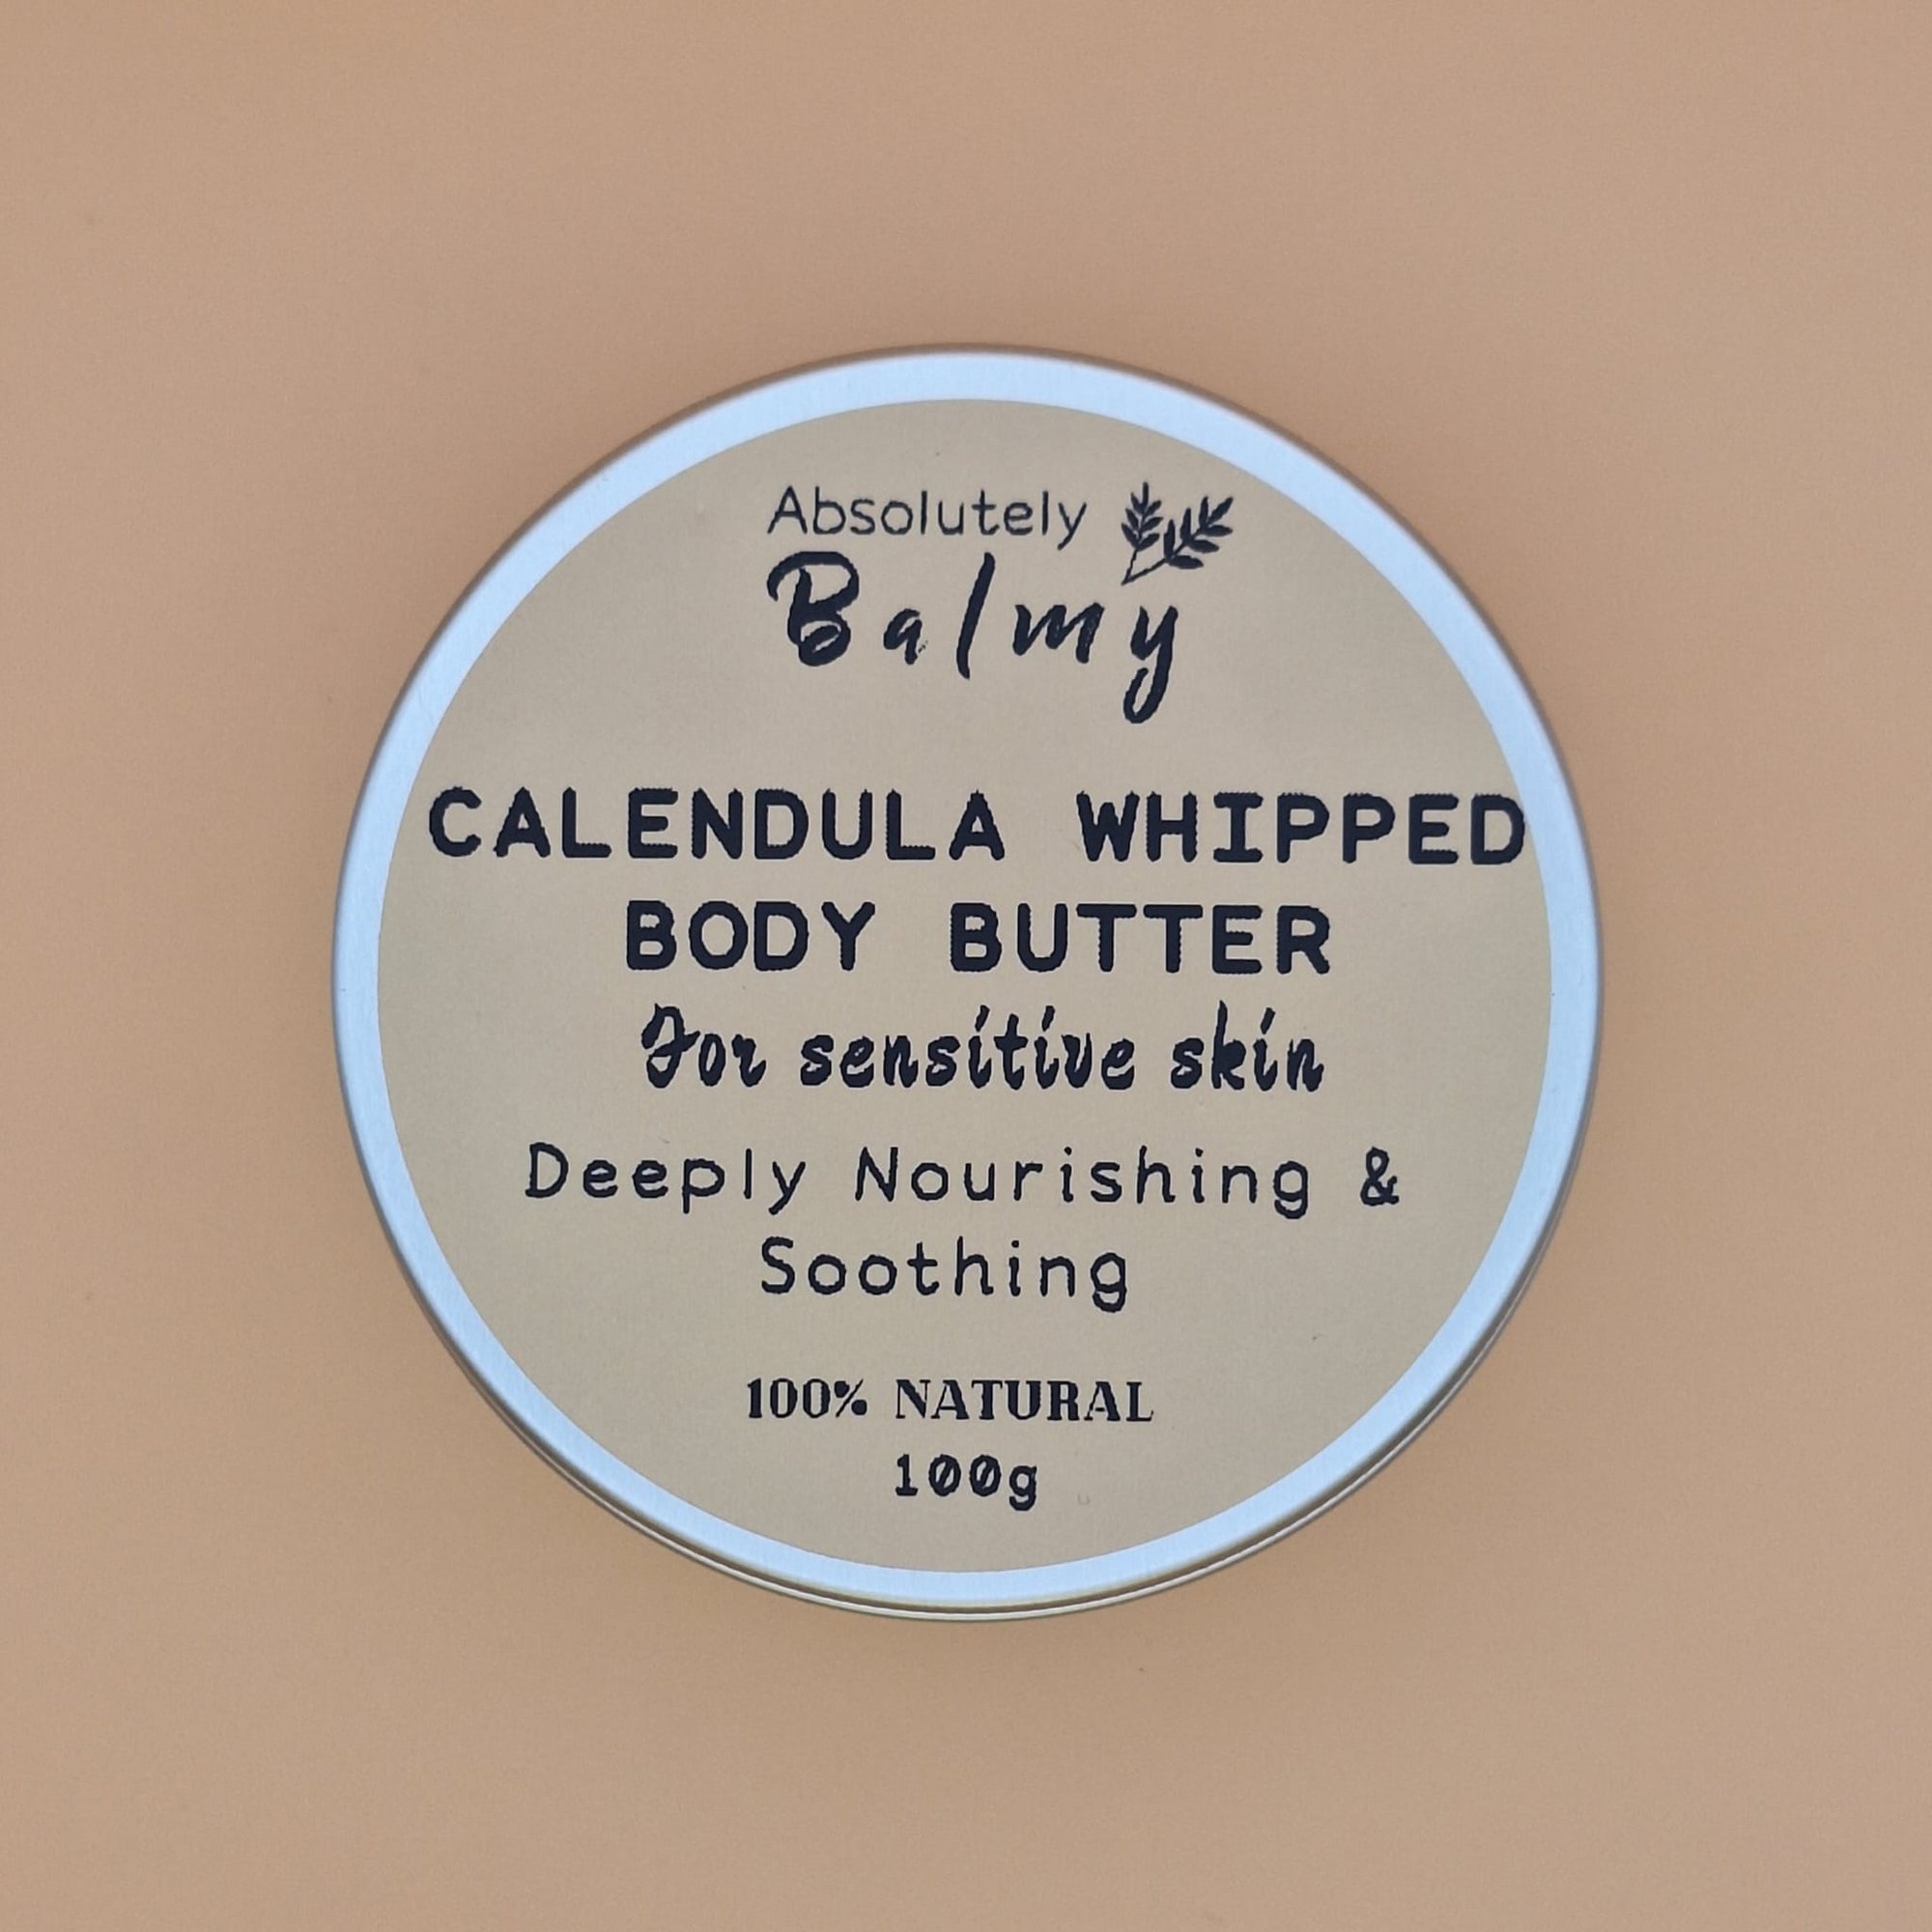 Absolutely
Balmy
CALENDULA WHIPPED
BODY BUTTER
For sensitive skin
Deeply Nourishing &
Soothing
100% NATURAL
100g